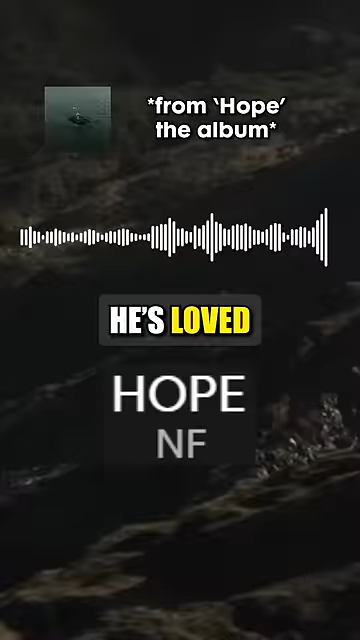 *from ‘Hope’
the album*
HE'S LOVED
HOPE
NF